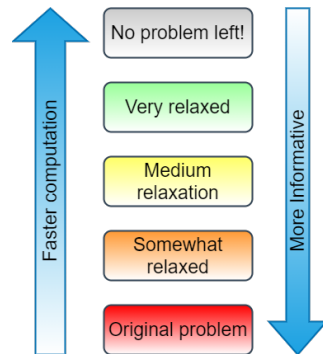 No problem left!
Very relaxed
Medium
relaxation
Somewhat
relaxed
Original problem
Faster computation
More Informative